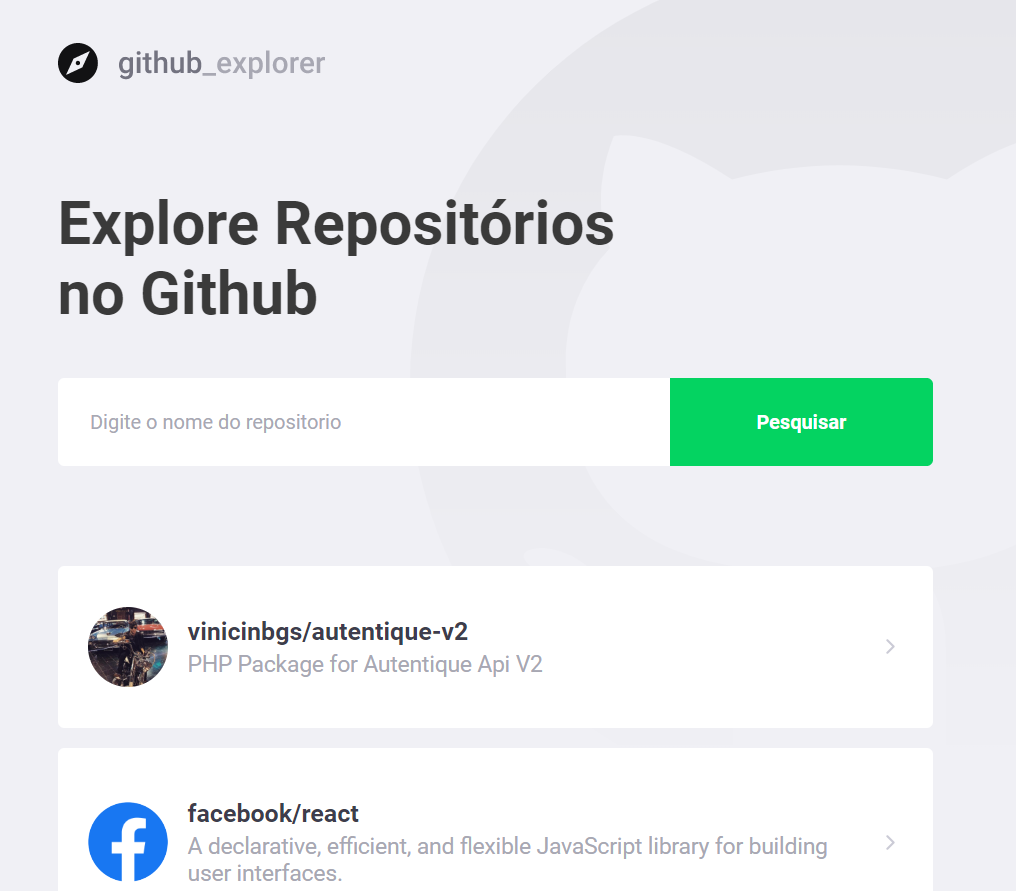 github_explorer
Explore Repositórios
no Github
Digite o nome do repositorio
Pesquisar
vinicinbgs/autentique-v2
PHP Package for Autentique Api V2
facebook/react
A declarative, efficient, and flexible JavaScript library for building
user interfaces.